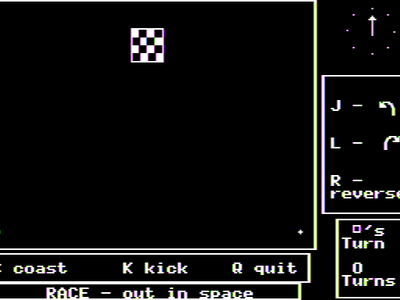 J -
L -
R -
reverse
's
Turn
0
Turns
coast K kick Q quit
RACE - out in space